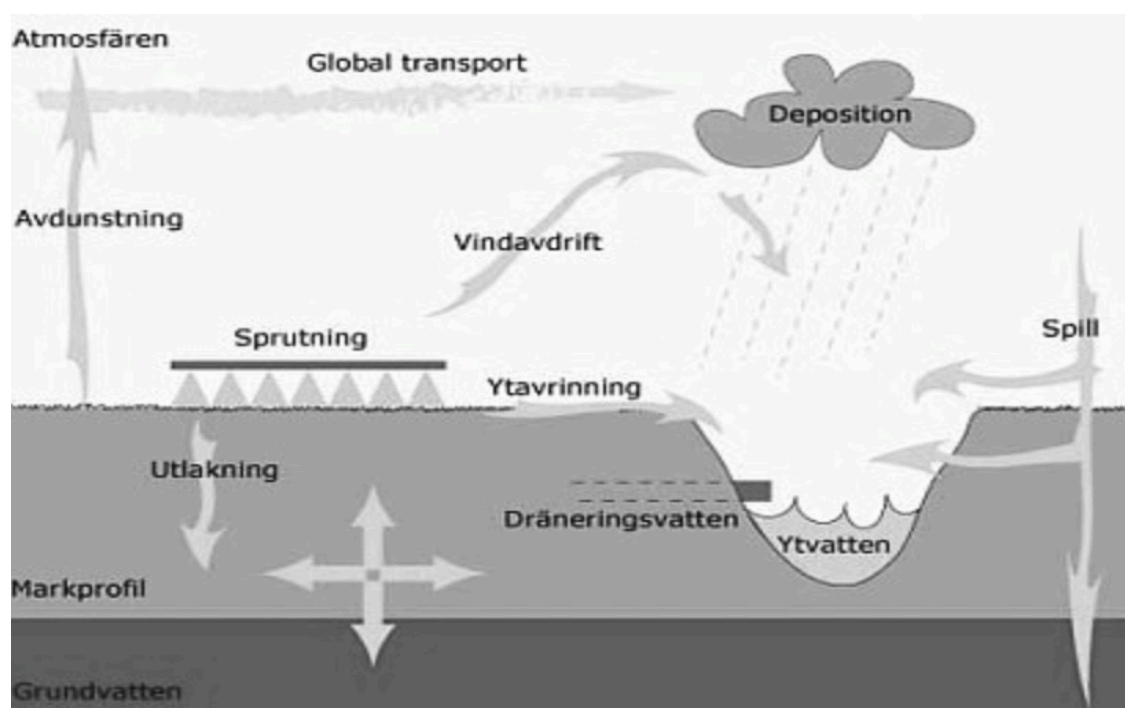 Atmosfären
Global transport
Deposition
Avdunstning
Vindavdrift
Sprutning
Spill
Ytavrinning
Utlakning
Dräneringsvatten
Ytvatten
Markprofil
Grundvatten